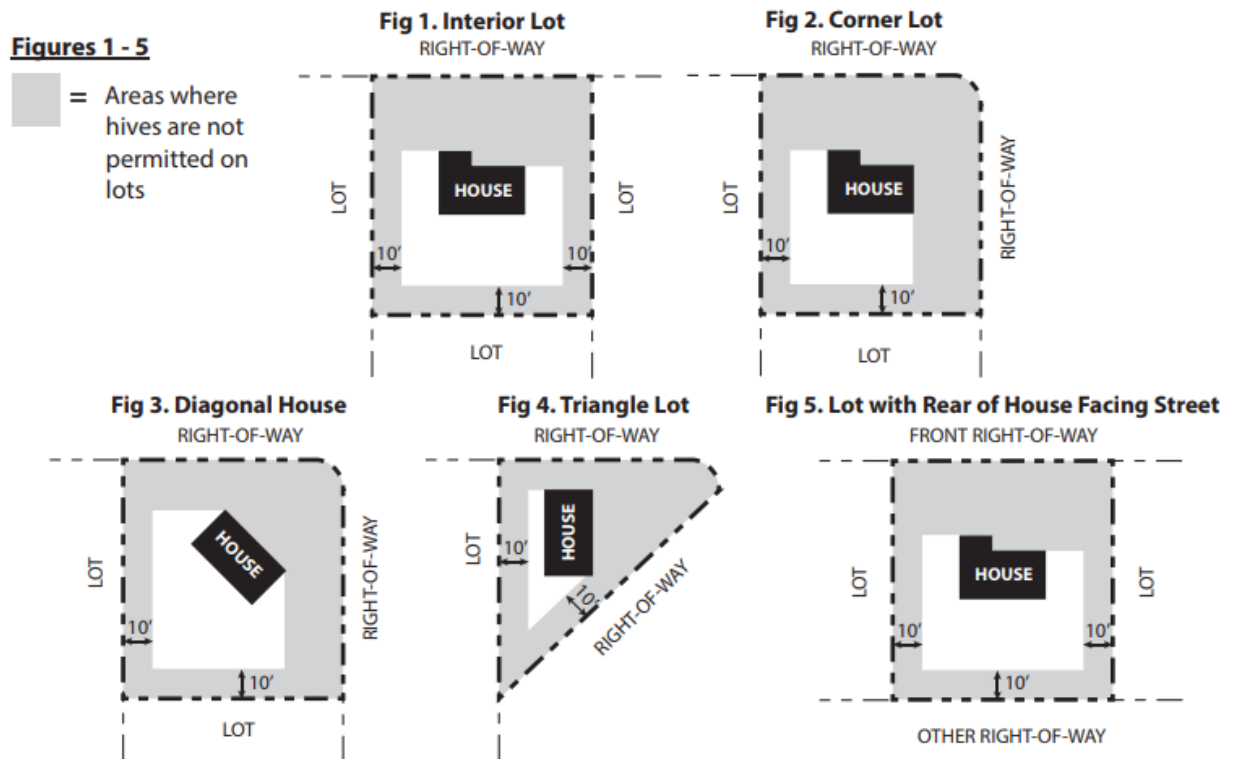 Figures 1 - 5
= Areas where
hives are not
permitted on
lots
Fig 1. Interior Lot
RIGHT-OF-WAY
LOT
HOUSE
LOT
10′
10′
10′
LOT
Fig 2. Corner Lot
RIGHT-OF-WAY
LOT
HOUSE
RIGHT-OF-WAY
10′
10′
LOT
Fig 3. Diagonal House
RIGHT-OF-WAY
LOT
HOUSE
RIGHT-OF-WAY
10′
10′
LOT
Fig 4. Triangle Lot
RIGHT-OF-WAY
LOT
HOUSE
10′
10′
RIGHT-OF-WAY
Fig 5. Lot with Rear of House Facing Street
FRONT RIGHT-OF-WAY
LOT
HOUSE
LOT
10′
10′
10′
OTHER RIGHT-OF-WAY